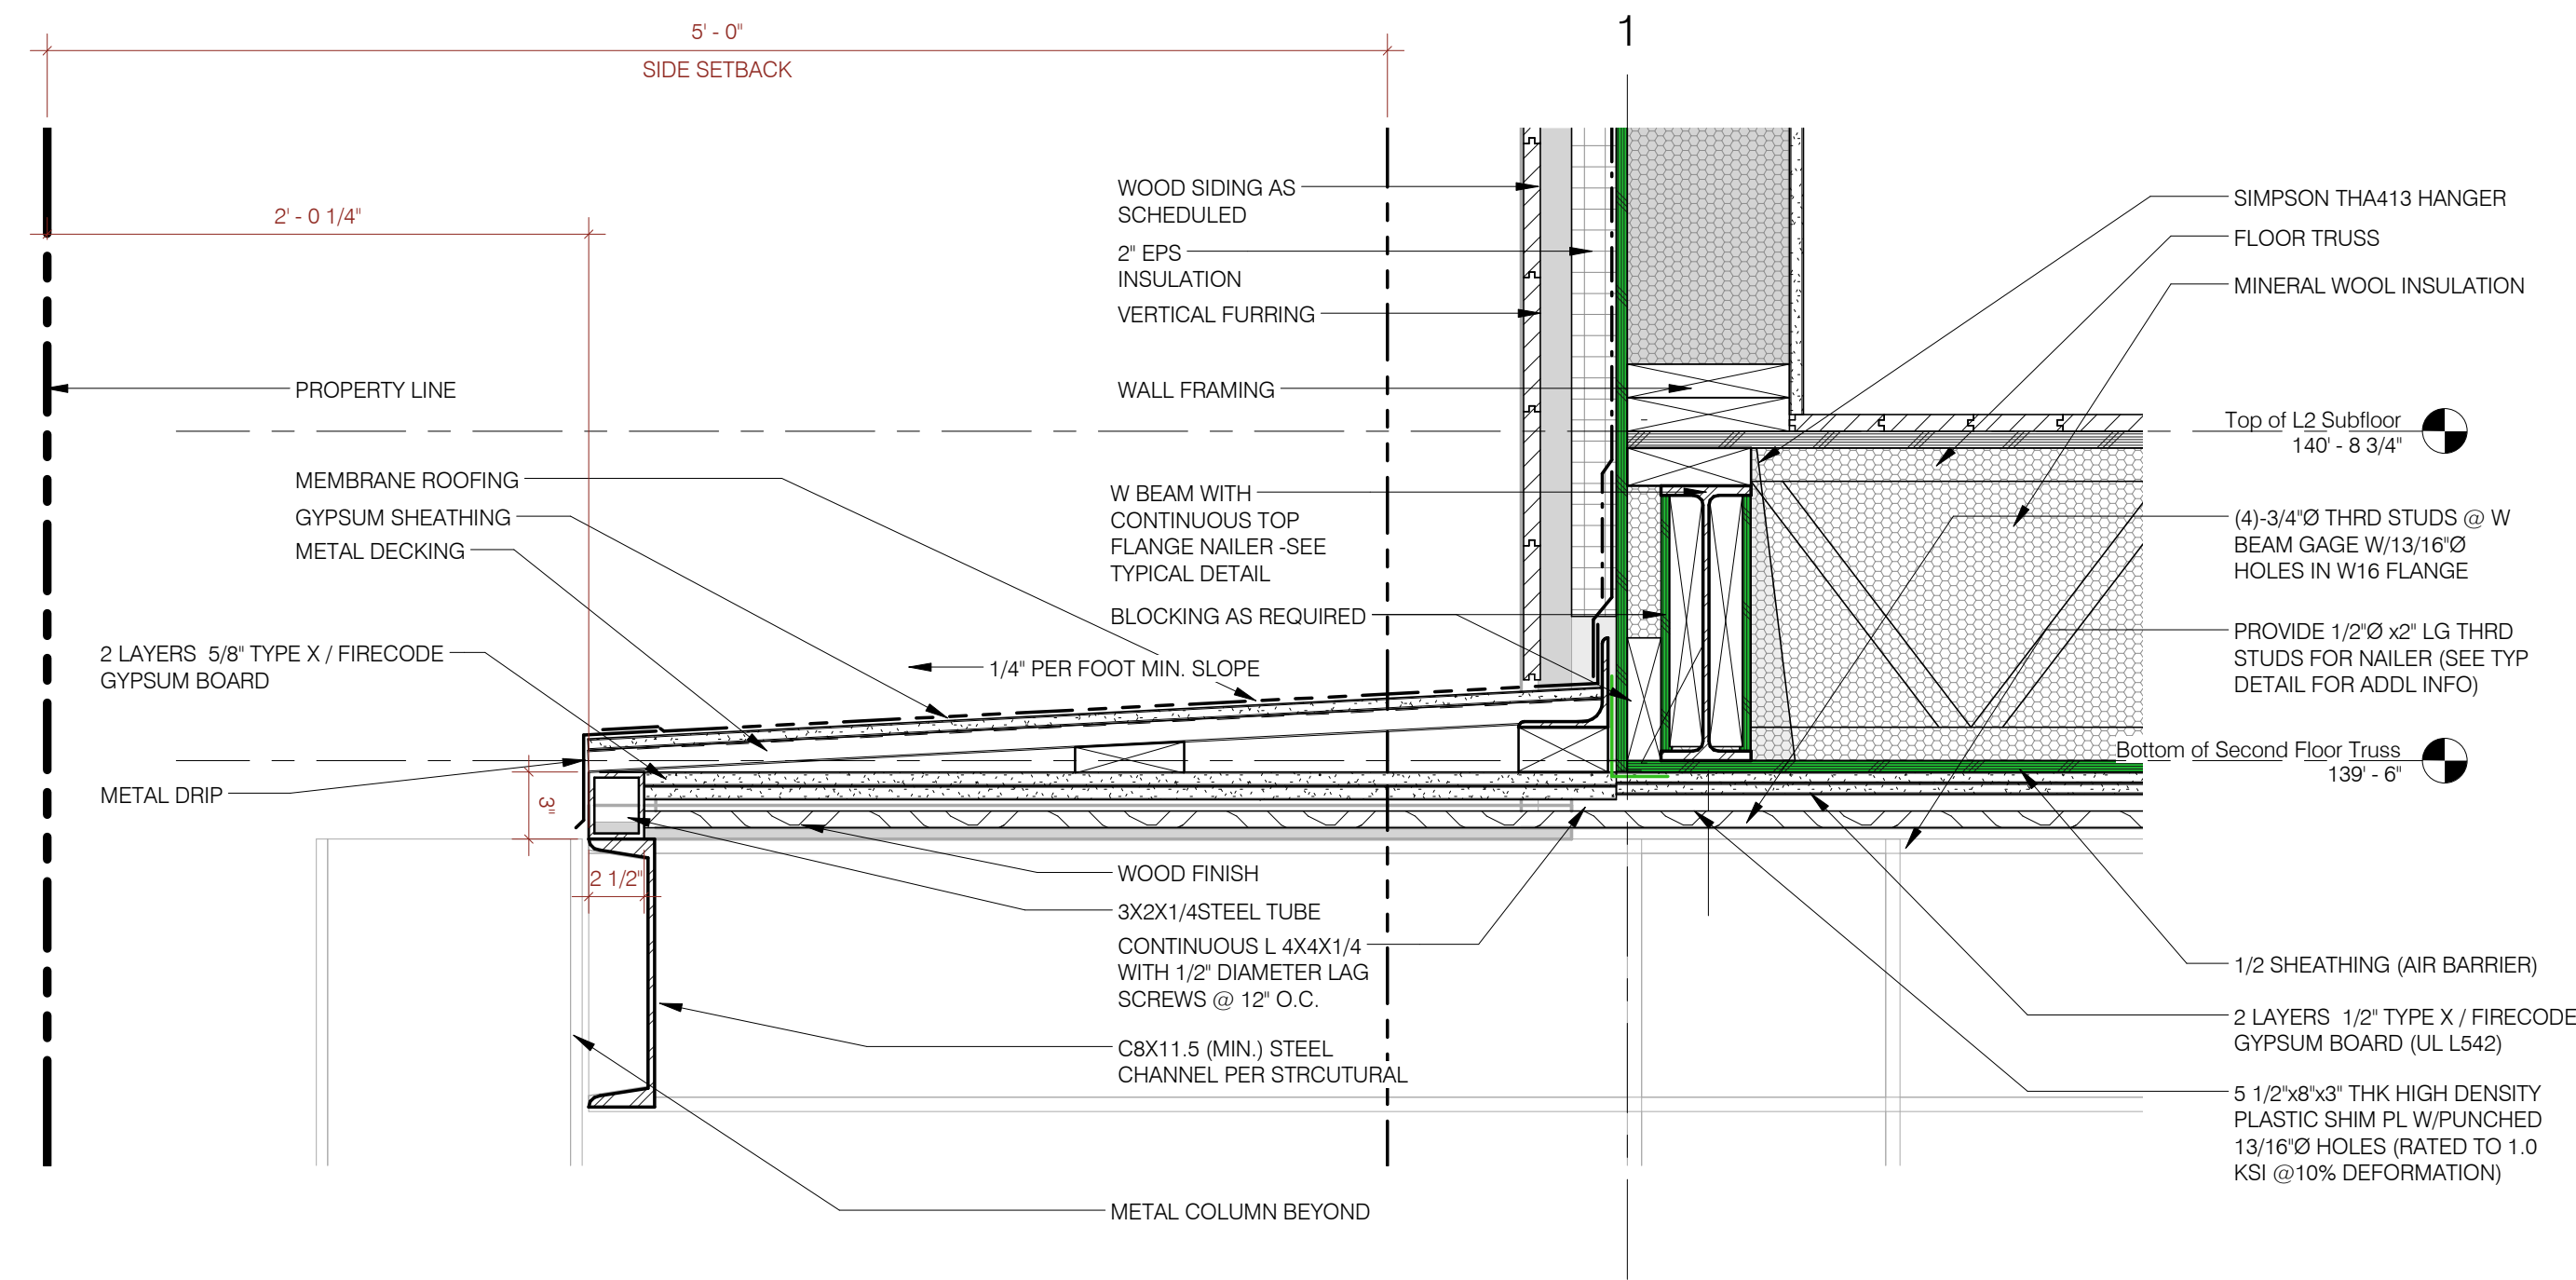 5' - 0"
SIDE SETBACK
1
2' - 0 1/4"
WOOD SIDING AS
SCHEDULED
2" EPS
INSULATION
VERTICAL FURRING
WALL FRAMING
PROPERTY LINE
MEMBRANE ROOFING
GYPSUM SHEATHING
METAL DECKING
2 LAYERS 5/8" TYPE X / FIRECODE
GYPSUM BOARD
METAL DRIP
W BEAM WITH
CONTINUOUS TOP
FLANGE NAILER -SEE
TYPICAL DETAIL
BLOCKING AS REQUIRED
1/4" PER FOOT MIN. SLOPE
3"
2 1/2"
WOOD FINISH
3X2X1/4STEEL TUBE
CONTINUOUS L 4X4X1/4
WITH 1/2" DIAMETER LAG
SCREWS @ 12" O.C.
C8X11.5 (MIN.) STEEL
CHANNEL PER STRCUTURAL
METAL COLUMN BEYOND
SIMPSON THA413 HANGER
FLOOR TRUSS
MINERAL WOOL INSULATION
Top of L2 Subfloor
140' - 8 3/4"
(4)-3/4"Ø THRD STUDS @ W
BEAM GAGE W/13/16"Ø
HOLES IN W16 FLANGE
PROVIDE 1/2"Ø x2" LG THRD
STUDS FOR NAILER (SEE TYP
DETAIL FOR ADDL INFO)
Bottom of Second Floor Truss
139' - 6"
1/2 SHEATHING (AIR BARRIER)
2 LAYERS 1/2" TYPE X / FIRECODE
GYPSUM BOARD (UL L542)
5 1/2"x8"x3" THK HIGH DENSITY
PLASTIC SHIM PL W/PUNCHED
13/16"Ø HOLES (RATED TO 1.0
KSI @10% DEFORMATION)